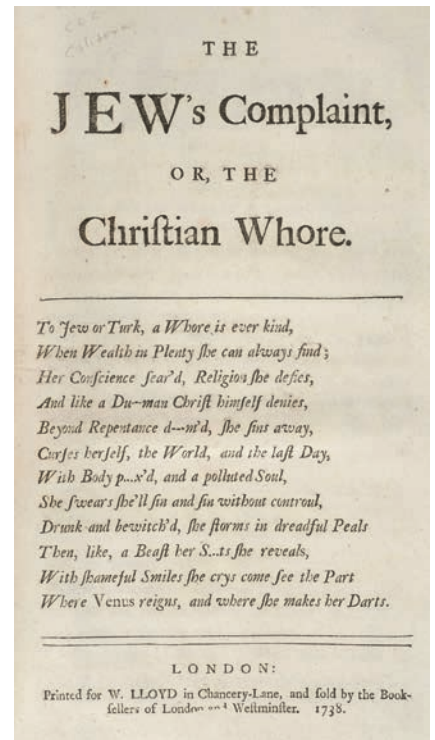 THE
JEW's Complaint,
OR, THE
Chriſtian Whore.
To Jew or Turk, a Whore is ever kind,
When Wealth in Plenty ſhe can always find;
Her Conſcience ſear'd, Religion ſhe defies,
And like a Du--man Chriſt himſelf denies,
Beyond Repentance d---m'd, ſhe ſins away,
Curſes herſelf, the World, and the laſt Day,
With Body p...x'd, and a polluted Soul,
She ſwears ſhe'll ſin and ſin without controul,
Drunk and bewitch'd, ſhe ſtorms in dreadful Peals
Then, like, a Beaſt her S...ts ſhe reveals,
With ſhameful Smiles ſhe crys come ſee the Part
Where Venus reigns, and where ſhe makes her Darts.
LONDON:
Printed for W. LLOYD in Chancery-Lane, and ſold by the Book-
ſellers of London and Weſtminſter. 1738.